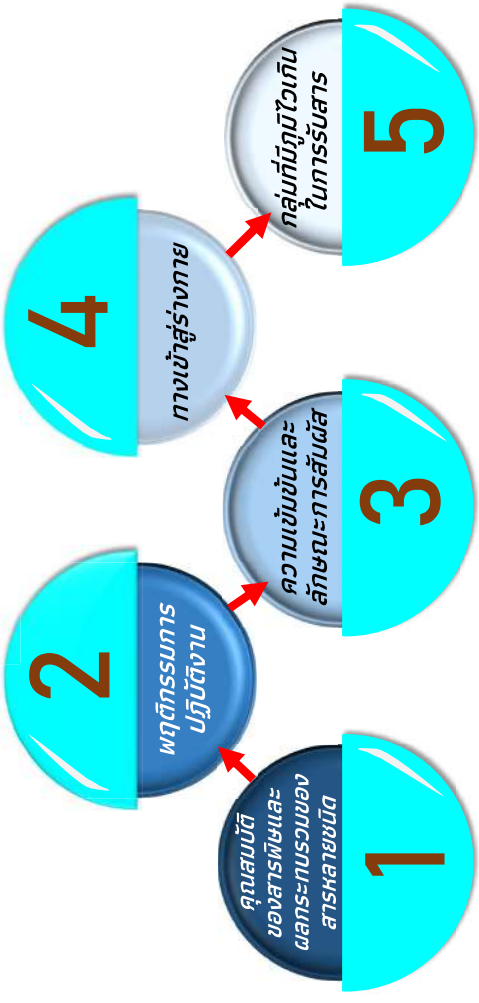 1
คุณสมบัติ
ของสารพิษและ
ผลกระทบรวมของ
สารหลายชนิด
2
พฤติกรรมการ
ปฏิบัติงาน
3
ความเข้มข้นและ
ลักษณะการสัมผัส
4
ทางเข้าสู่ร่างกาย
5
กลุ่มที่มีภูมิไวเกิน
ในการรับสาร